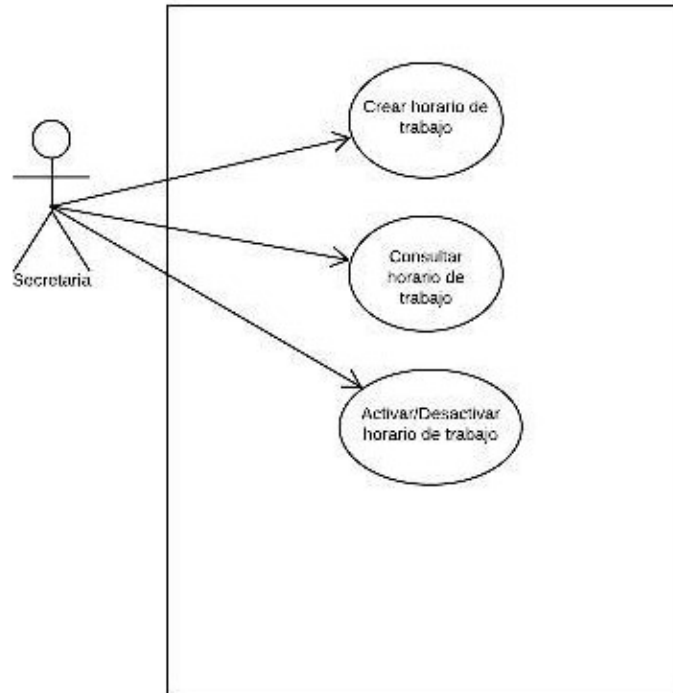 Crear horario de
trabajo
Secretaria
Consultar
horario de
trabajo
Activar/Desactivar
horario de trabajo